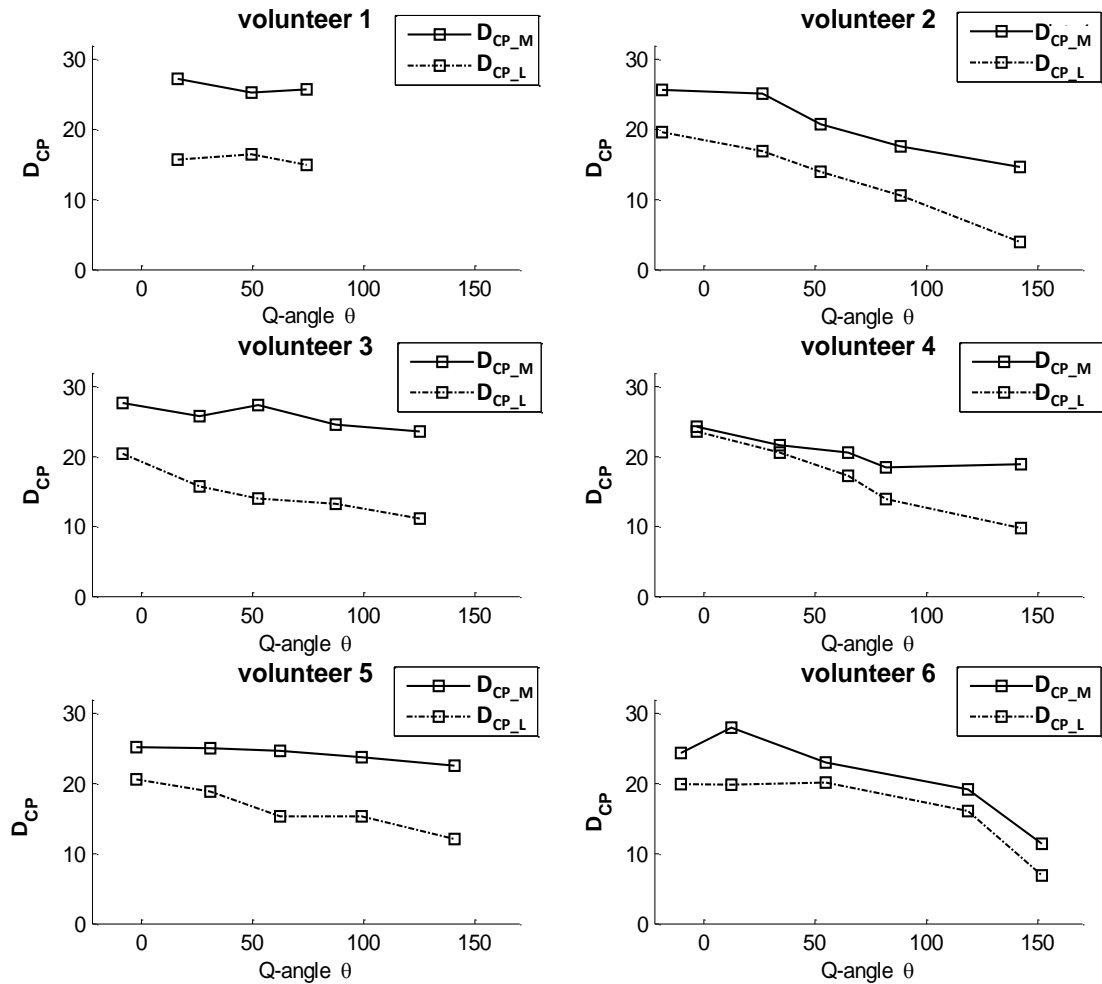 volunteer 1
D_CP_M
D_CP_L
30
20
10
0
D_CP
0 50 100 150
Q-angle θ
volunteer 2
D_CP_M
D_CP_L
30
20
10
0
D_CP
0 50 100 150
Q-angle θ
volunteer 3
D_CP_M
D_CP_L
30
20
10
0
D_CP
0 50 100 150
Q-angle θ
volunteer 4
D_CP_M
D_CP_L
30
20
10
0
D_CP
0 50 100 150
Q-angle θ
volunteer 5
D_CP_M
D_CP_L
30
20
10
0
D_CP
0 50 100 150
Q-angle θ
volunteer 6
D_CP_M
D_CP_L
30
20
10
0
D_CP
0 50 100 150
Q-angle θ